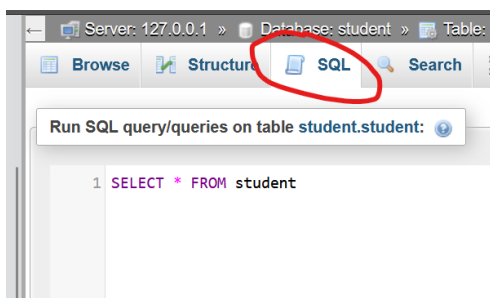 ← Server: 127.0.0.1 » Database: student » Table:
Browse Structure SQL Search
Run SQL query/queries on table student.student:
1 SELECT * FROM student